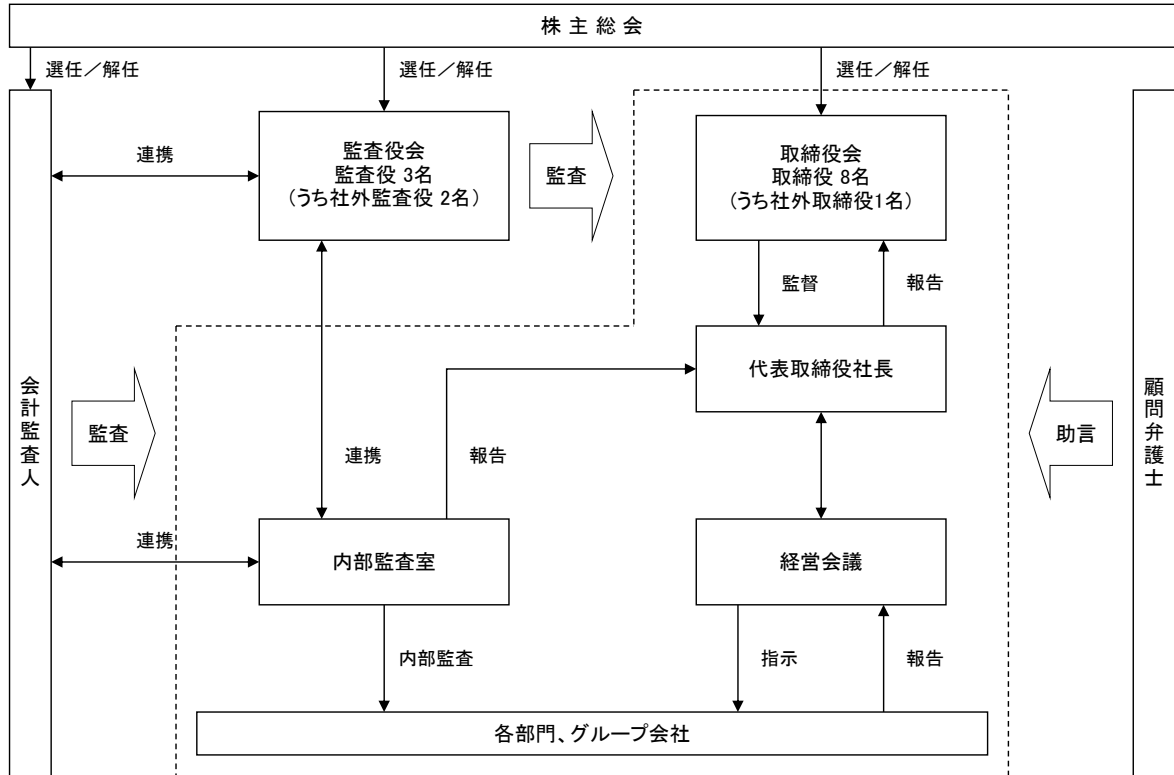 株主総会
選任／解任
選任／解任
選任／解任
監査役会
監査役 3名
(うち社外監査役 2名)
監査
取締役会
取締役 8名
(うち社外取締役1名)
連携
監督
報告
代表取締役社長
会計監査人
監査
連携
報告
助言
顧問弁護士
連携
内部監査室
経営会議
内部監査
指示
報告
各部門、グループ会社